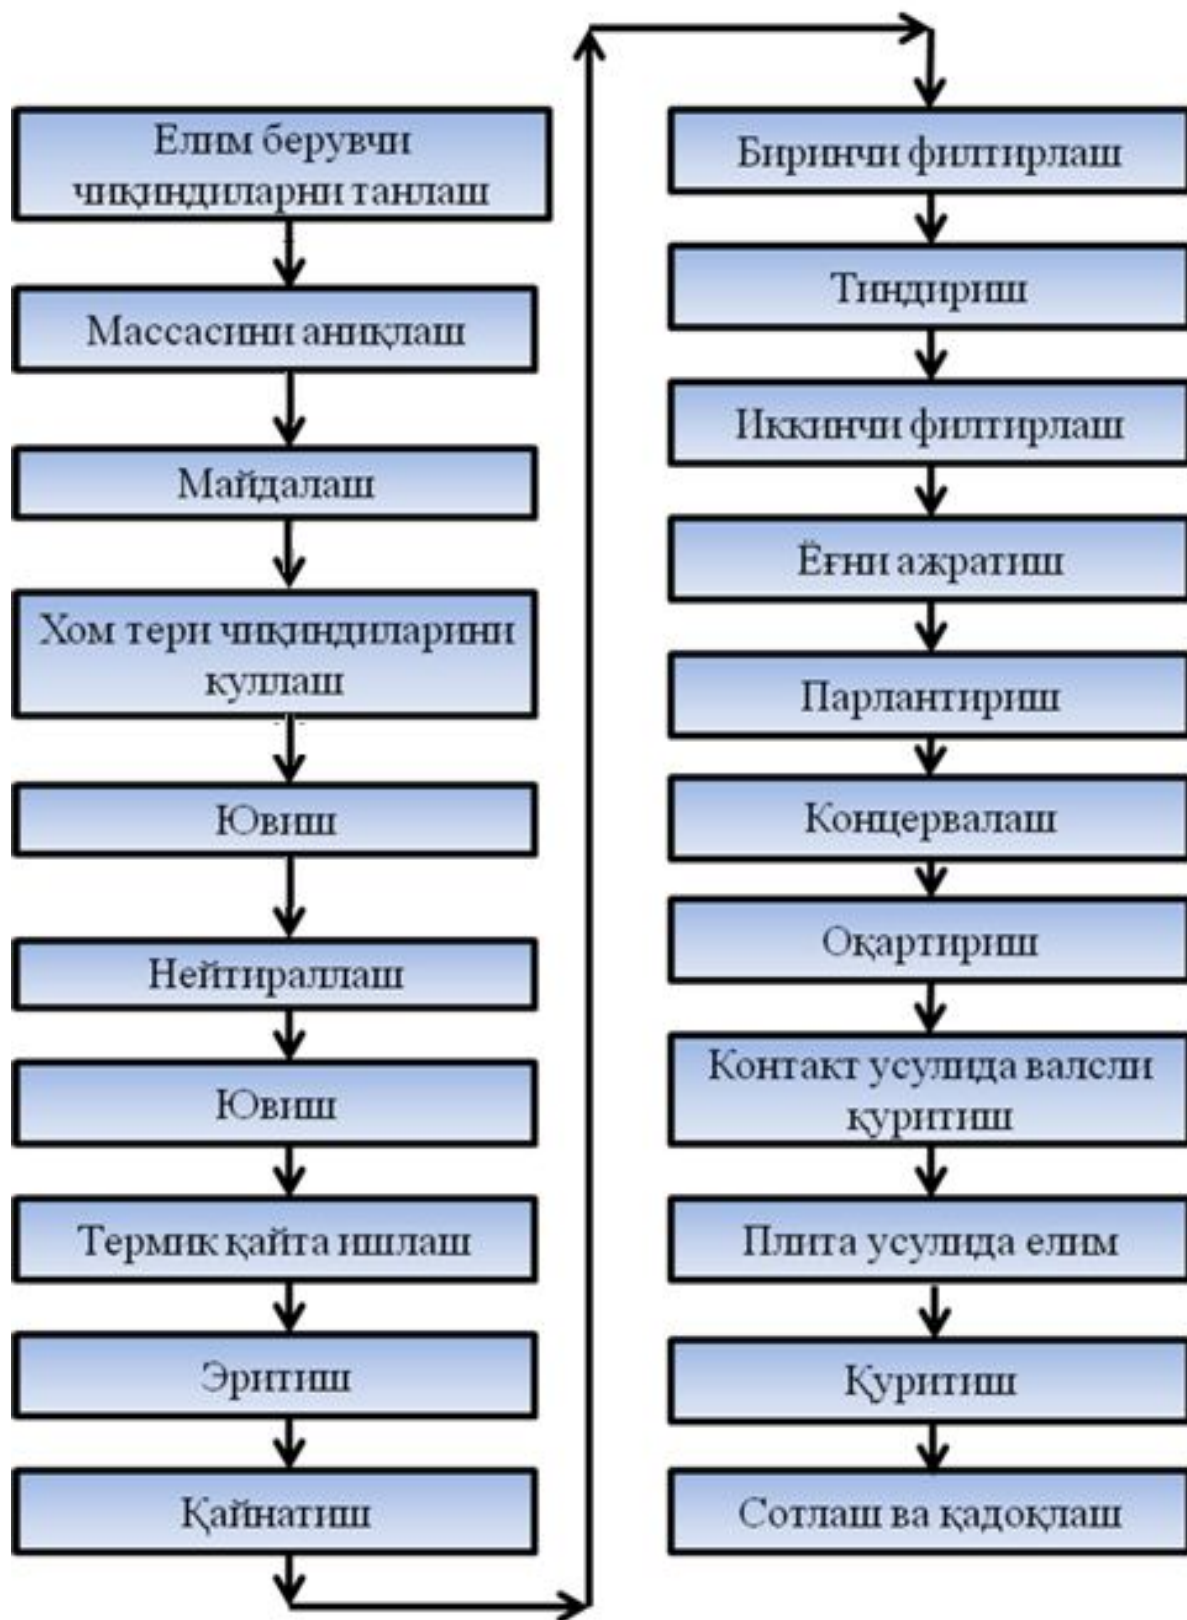 Елим берувчи
чиқиндиларни танлаш
Массасини аниқлаш
Майдалаш
Хом тери чиқиндиларини
куллаш
Ювиш
Нейтираллаш
Ювиш
Термик қайта ишлаш
Эритиш
Қайнатиш
Биринчи филтирлаш
Тиндириш
Иккинчи филтирлаш
Ёғни ажратиш
Парлантириш
Концервалаш
Оқартириш
Контакт усулида валсли
қуритиш
Плита усулида елим
Қуритиш
Сотлаш ва қадоқлаш